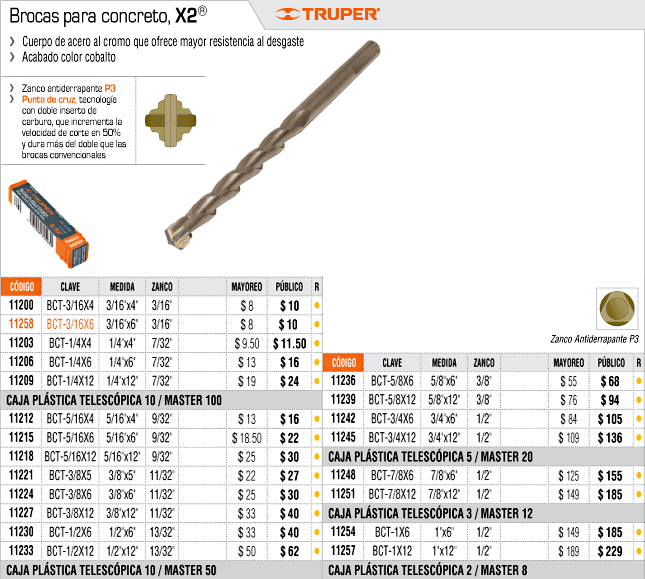 Brocas para concreto, X2®
TRUPER®
› Cuerpo de acero al cromo que ofrece mayor resistencia al desgaste
› Acabado color cobalto
› Zanco antiderrapante P3
› Punta de cruz, tecnología
con doble inserto de
carburo, que incrementa la
velocidad de corte en 50%
y dura más del doble que las
brocas convencionales
TRUPER
CÓDIGO CLAVE MEDIDA ZANCO MAYOREO PÚBLICO R
11200 BCT-3/16X4 3/16"x4" 3/16" $ 8 $ 10
11258 BCT-3/16X6 3/16"x6" 3/16" $ 8 $ 10
11203 BCT-1/4X4 1/4"x4" 7/32" $ 9.50 $ 11.50
11206 BCT-1/4X6 1/4"x6" 7/32" $ 13 $ 16
11209 BCT-1/4X12 1/4"x12" 7/32" $ 19 $ 24
CAJA PLÁSTICA TELESCÓPICA 10 / MASTER 100
11212 BCT-5/16X4 5/16"x4" 9/32" $ 13 $ 16
11215 BCT-5/16X6 5/16"x6" 9/32" $ 18.50 $ 22
11218 BCT-5/16X12 5/16"x12" 9/32" $ 25 $ 30
11221 BCT-3/8X5 3/8"x5" 11/32" $ 22 $ 27
11224 BCT-3/8X6 3/8"x6" 11/32" $ 25 $ 30
11227 BCT-3/8X12 3/8"x12" 11/32" $ 33 $ 40
11230 BCT-1/2X6 1/2"x6" 13/32" $ 33 $ 40
11233 BCT-1/2X12 1/2"x12" 13/32" $ 50 $ 62
CAJA PLÁSTICA TELESCÓPICA 10 / MASTER 50
Zanco Antiderrapante P3
CÓDIGO CLAVE MEDIDA ZANCO MAYOREO PÚBLICO R
11236 BCT-5/8X6 5/8"x6" 3/8" $ 55 $ 68
11239 BCT-5/8X12 5/8"x12" 3/8" $ 76 $ 94
11242 BCT-3/4X6 3/4"x6" 1/2" $ 84 $ 105
11245 BCT-3/4X12 3/4"x12" 1/2" $ 109 $ 136
CAJA PLÁSTICA TELESCÓPICA 5 / MASTER 20
11248 BCT-7/8X6 7/8"x6" 1/2" $ 125 $ 155
11251 BCT-7/8X12 7/8"x12" 1/2" $ 149 $ 185
CAJA PLÁSTICA TELESCÓPICA 3 / MASTER 12
11254 BCT-1X6 1"x6" 1/2" $ 149 $ 185
11257 BCT-1X12 1"x12" 1/2" $ 189 $ 229
CAJA PLÁSTICA TELESCÓPICA 2 / MASTER 8